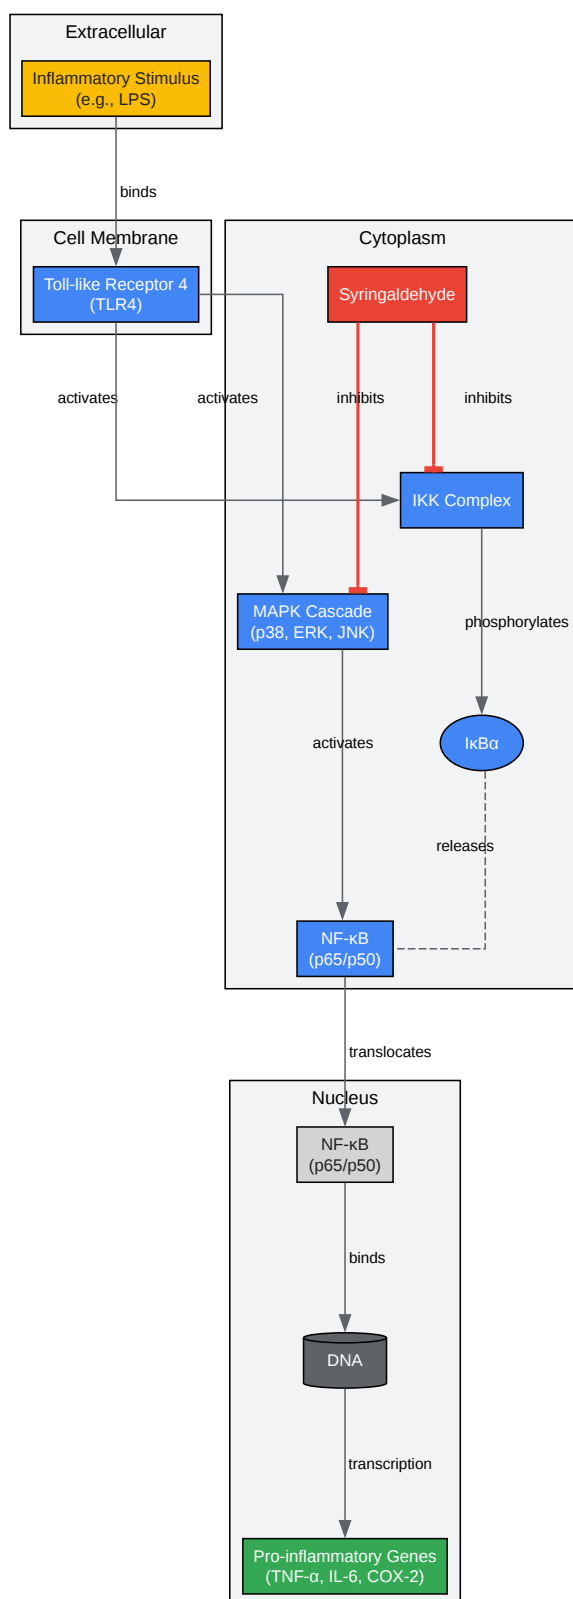 Extracellular
Inflammatory Stimulus
(e.g., LPS)
binds
Cell Membrane
Cytoplasm
Toll-like Receptor 4
(TLR4)
Syringaldehyde
activates
activates
inhibits
inhibits
IKK Complex
MAPK Cascade
(p38, ERK, JNK)
phosphorylates
activates
IκBα
releases
NF-κB
(p65/p50)
translocates
Nucleus
NF-κB
(p65/p50)
binds
DNA
transcription
Pro-inflammatory Genes
(TNF-α, IL-6, COX-2)